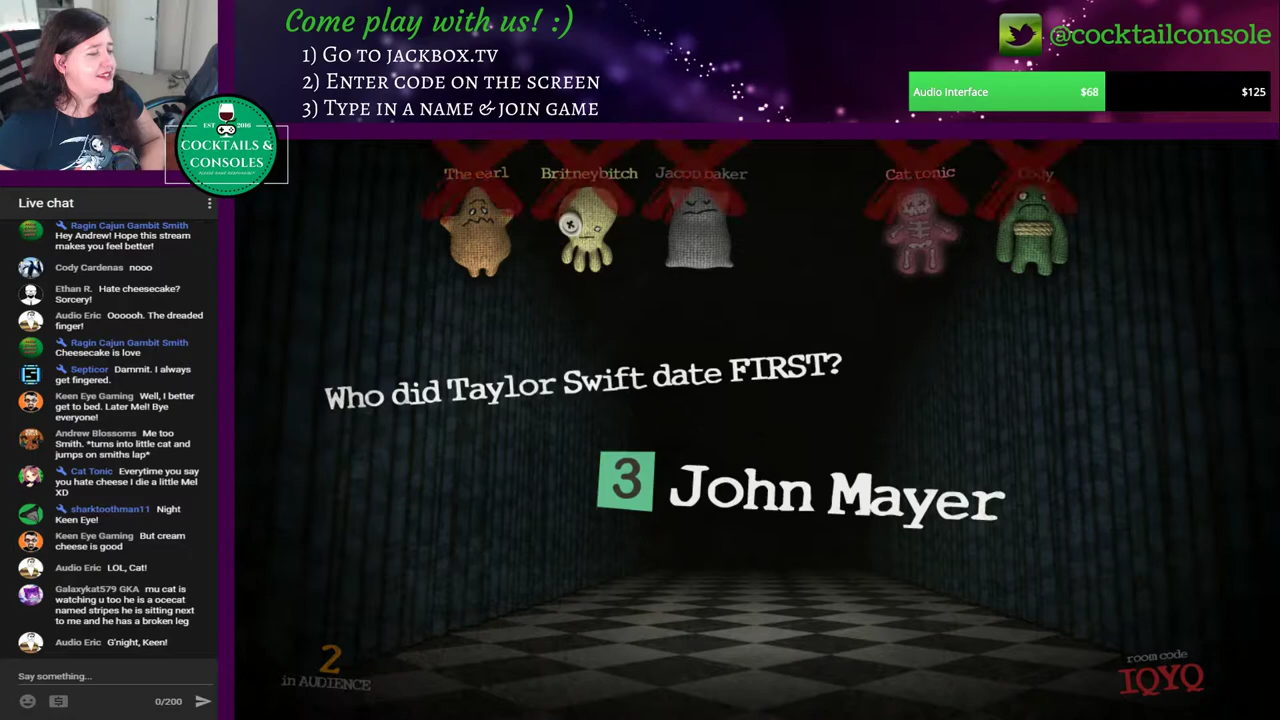 Come play with us! :)
1) Go to jackbox.tv
2) Enter code on the screen
3) Type in a name & join game
@cocktailconsole
Audio Interface $68 $125
EST 2016
COCKTAILS &
CONSOLES
Live chat
Ragin Cajun Gambit Smith
Hey Andrew! Hope this stream
makes you feel better!
Cody Cardenas nooo
Ethan R. Hate cheesecake?
Sorcery!
Audio Eric Oooooh. The dreaded
finger!
Ragin Cajun Gambit Smith
Cheesecake is love
Septicor Dammit. I always
get fingered.
Keen Eye Gaming Well, I better
get to bed. Later Mel! Bye
everyone!
Andrew Blossoms Me too
Smith. *turns into little cat and
jumps on smiths lap*
Cat Tonic Everytime you say
you hate cheese I die a little Mel
XD
sharktoothman11 Night
Keen Eye!
Keen Eye Gaming But cream
cheese is good
Audio Eric LOL, Cat!
Galaxykat579 GKA mu cat is
watching u too he is a ocecat
named stripes he is sitting next
to me and he has a broken leg
Audio Eric G'night, Keen!
Say something...
0/200
The earl
Britneybitch
Jacob baker
Cat tonic
Cody
Who did Taylor Swift date FIRST?
3 John Mayer
2
in AUDIENCE
room code
IQYQ